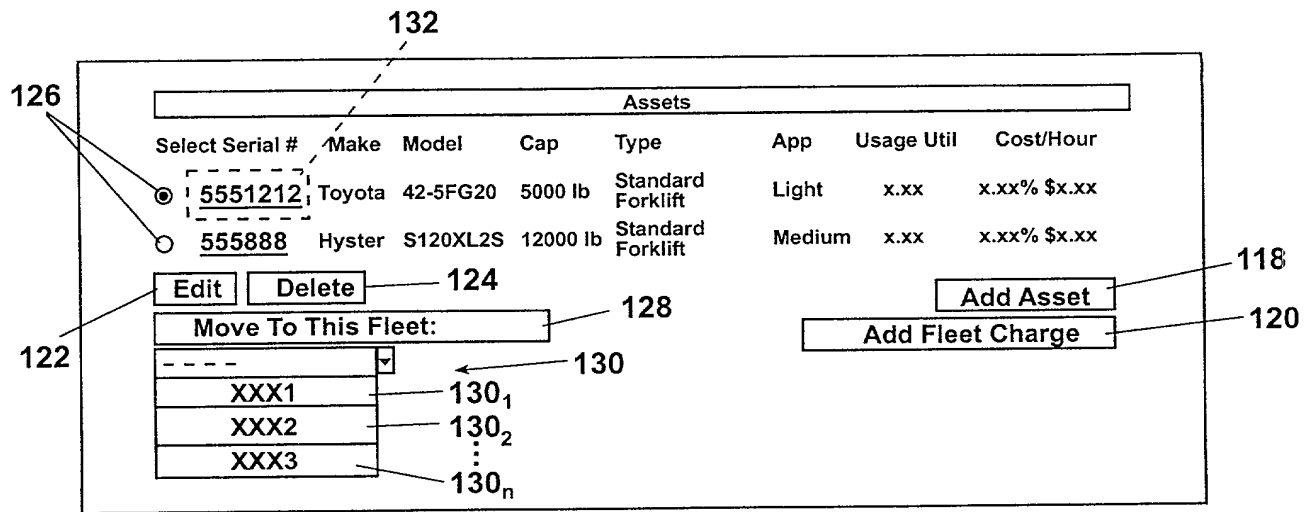 132
126
Assets
Select Serial # Make Model Cap Type App Usage Util Cost/Hour
5551212 Toyota 42-5FG20 5000 lb Standard Forklift Light x.xx x.xx% $x.xx
555888 Hyster S120XL2S 12000 lb Standard Forklift Medium x.xx x.xx% $x.xx
Edit Delete 124 118
Add Asset
Move To This Fleet: 128 Add Fleet Charge 120
122
- - - - 130
XXX1 130₁
XXX2 130₂
XXX3 130ₙ